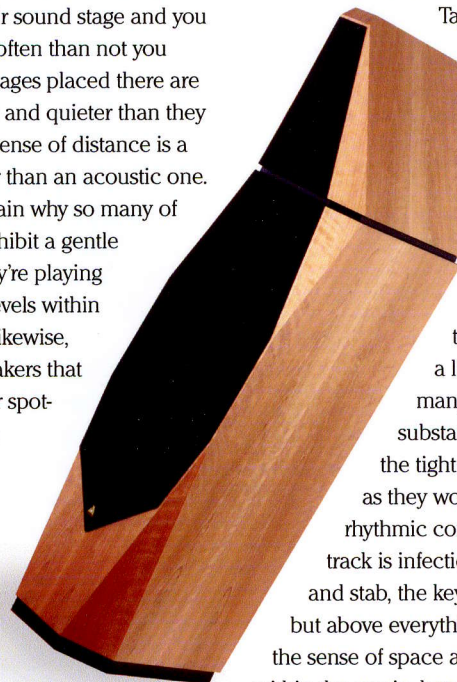 r sound stage and you
often than not you
ages placed there are
and quieter than they
ense of distance is a
r than an acoustic one.
ain why so many of
hibit a gentle
y're playing
evels within
ikewise,
akers that
r spot-
Ta
t
a l
man
substa
the tight
as they wo
rhythmic co
track is infectio
and stab, the key
but above everyth
the sense of space a